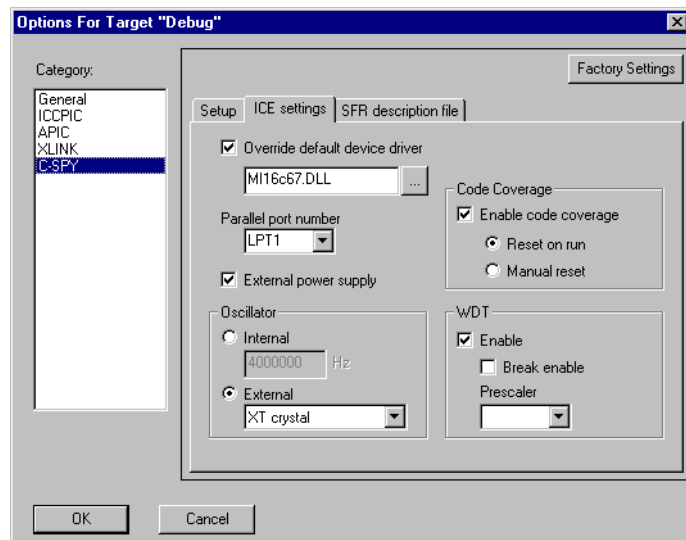 Options For Target "Debug"
Category:
General
ICCPIC
APIC
XLINK
C-SPY
Factory Settings
Setup
ICE settings
SFR description file
Override default device driver
MI16c67.DLL
...
Parallel port number
LPT1
External power supply
Code Coverage
Enable code coverage
Reset on run
Manual reset
Oscillator
Internal
4000000 Hz
External
XT crystal
WDT
Enable
Break enable
Prescaler
OK
Cancel